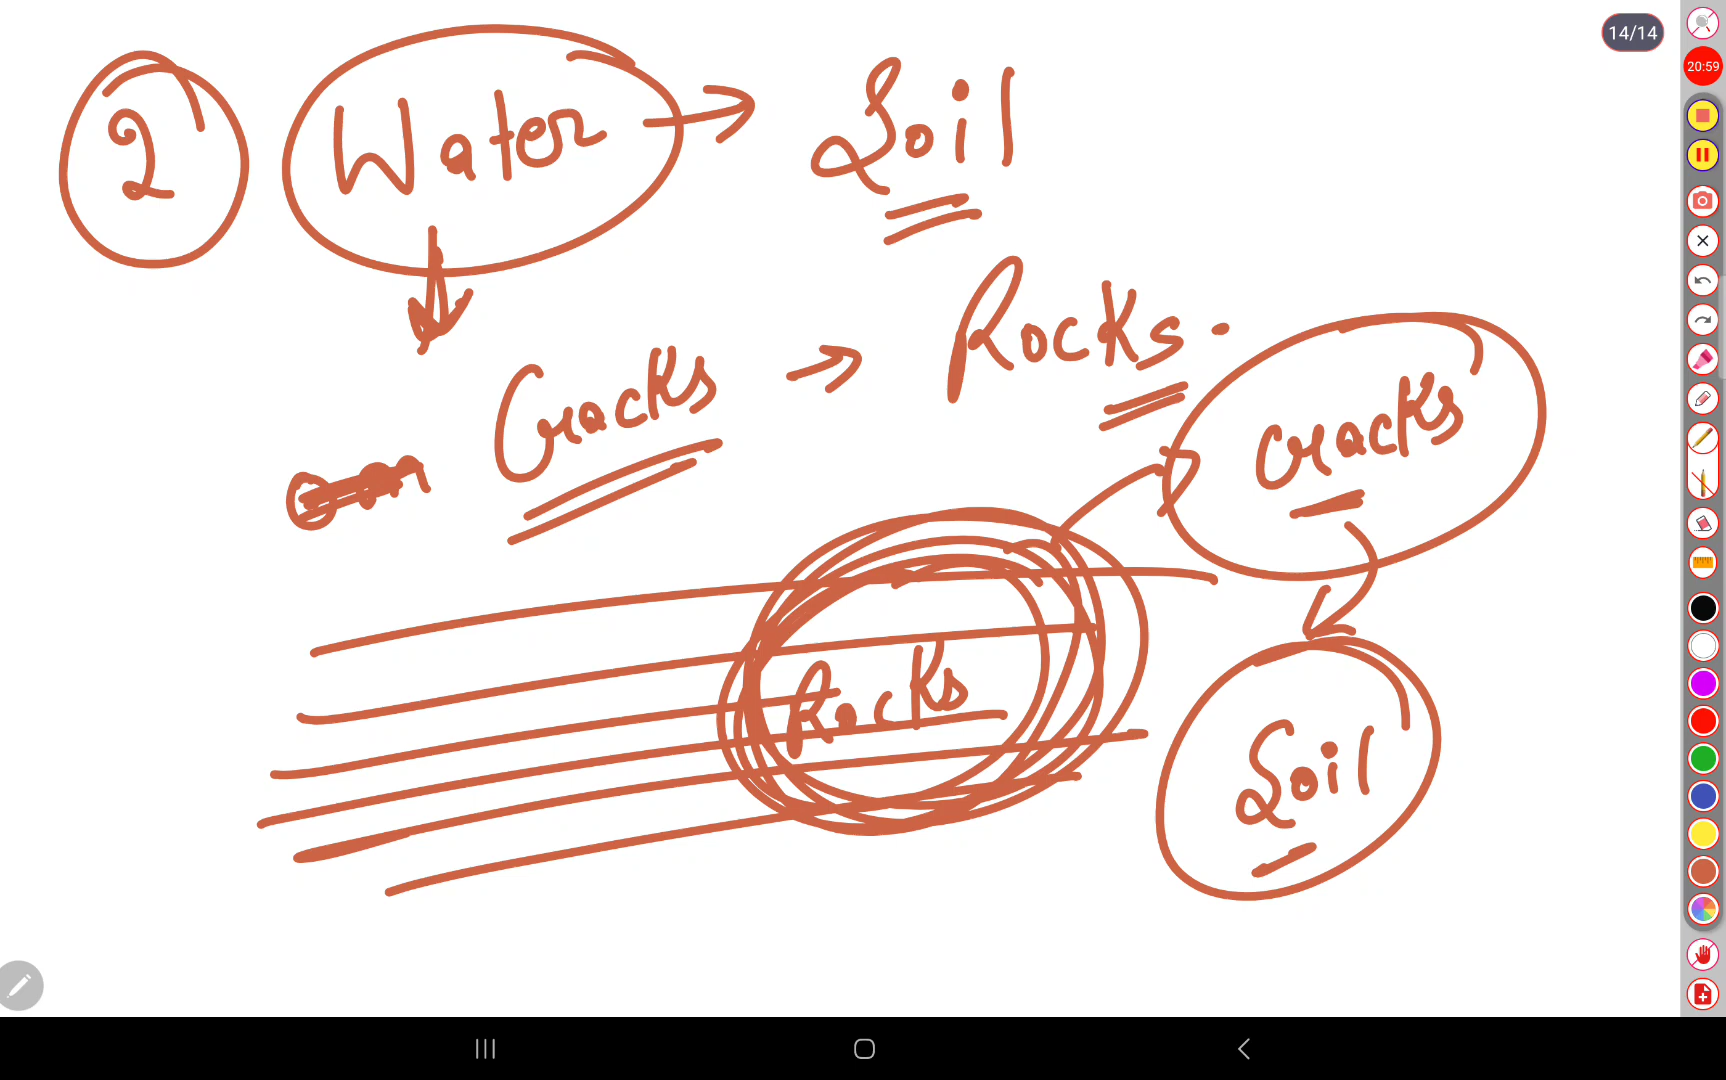 14/14
20:59
2 Water → Soil
Cracks → Rocks.
Cracks
Rocks
Soil